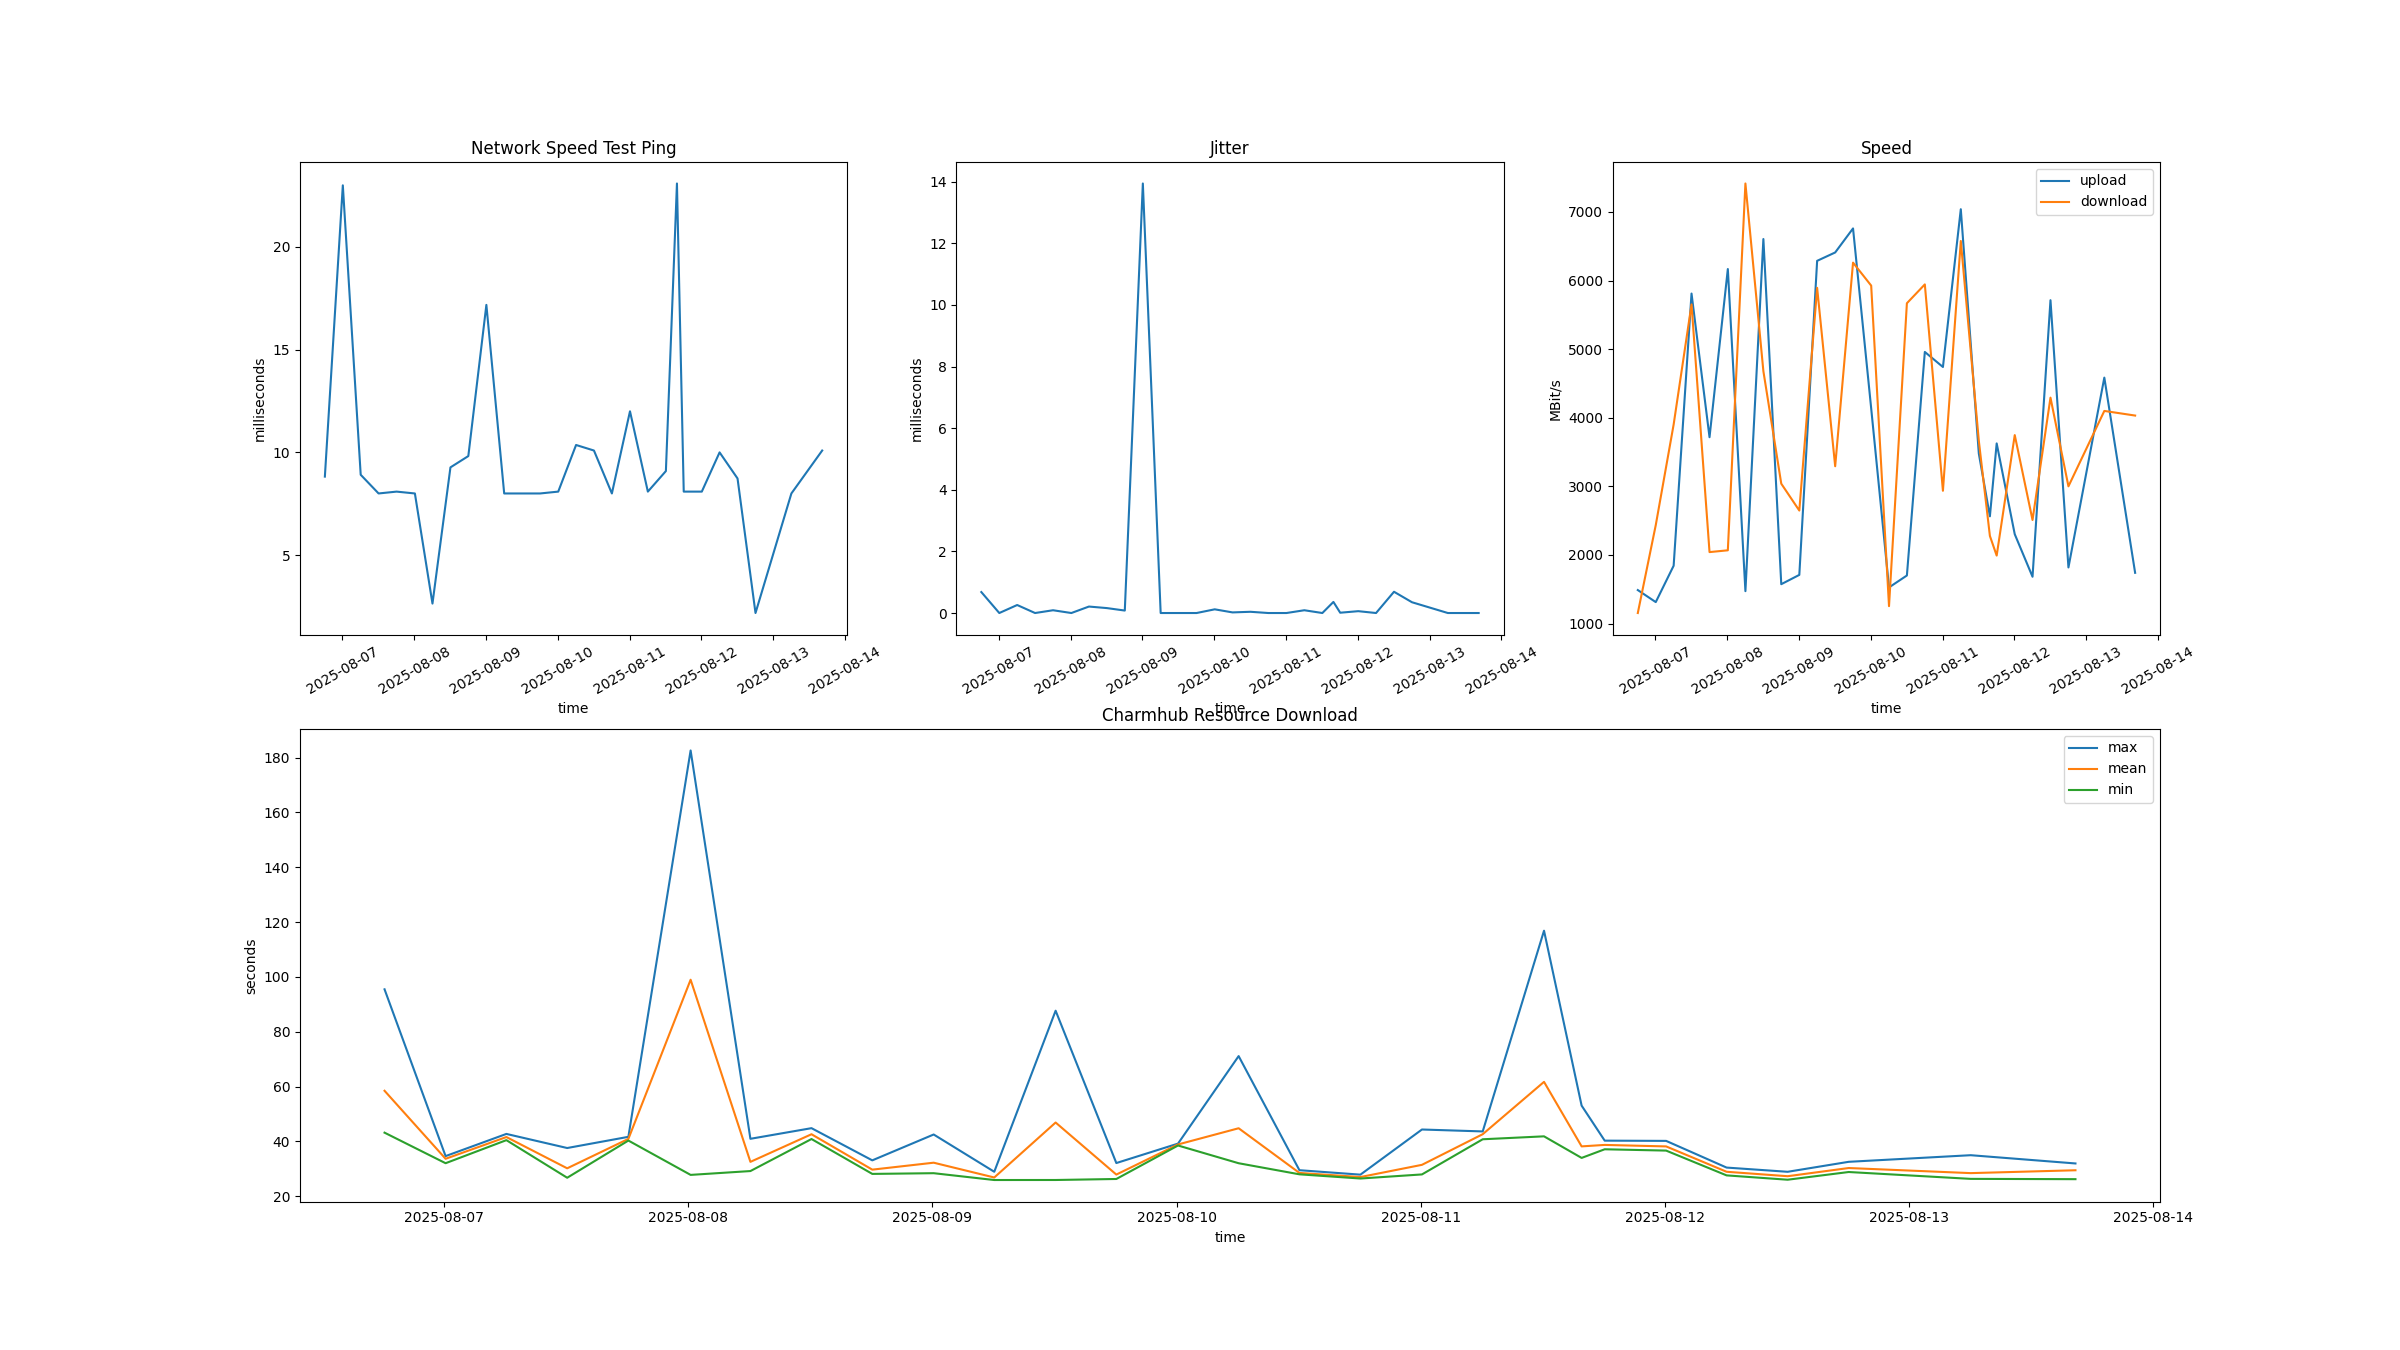 Network Speed Test Ping
milliseconds
20
15
10
5
2025-08-07 2025-08-08 2025-08-09 2025-08-10 2025-08-11 2025-08-12 2025-08-13 2025-08-14
time
Jitter
milliseconds
14
12
10
8
6
4
2
0
2025-08-07 2025-08-08 2025-08-09 2025-08-10 2025-08-11 2025-08-12 2025-08-13 2025-08-14
time
Speed
upload
download
MBit/s
7000
6000
5000
4000
3000
2000
1000
2025-08-07 2025-08-08 2025-08-09 2025-08-10 2025-08-11 2025-08-12 2025-08-13 2025-08-14
time
Charmhub Resource Download
max
mean
min
seconds
180
160
140
120
100
80
60
40
20
2025-08-07 2025-08-08 2025-08-09 2025-08-10 2025-08-11 2025-08-12 2025-08-13 2025-08-14
time